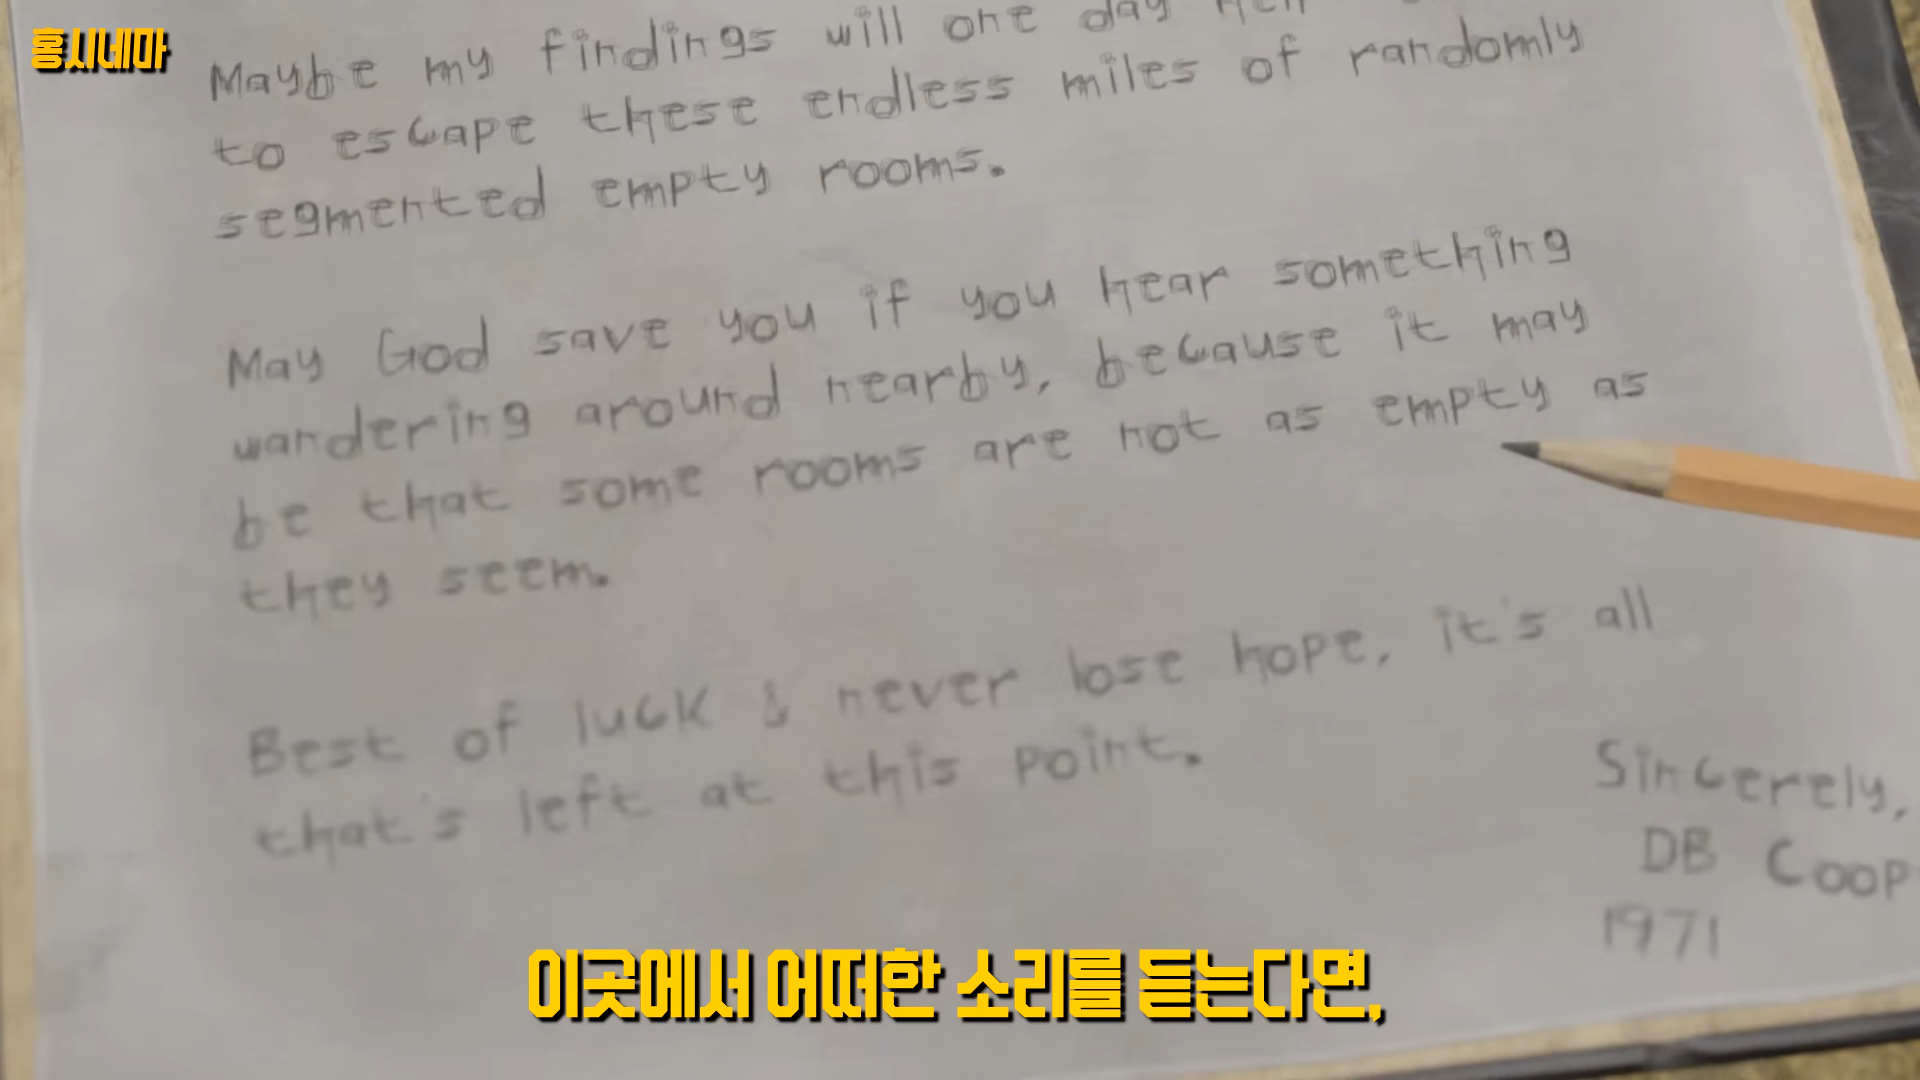 홍시네마
Maybe my findings will one day
to escape these endless miles of randomly
segmented empty rooms.
May God save you if you hear something
wandering around nearby, because it may
be that some rooms are not as empty as
they seem.
Best of luck & never lose hope, it's all
that's left at this point.
Sincerely,
DB Coop
1971
이곳에서 어떠한 소리를 듣는다면,